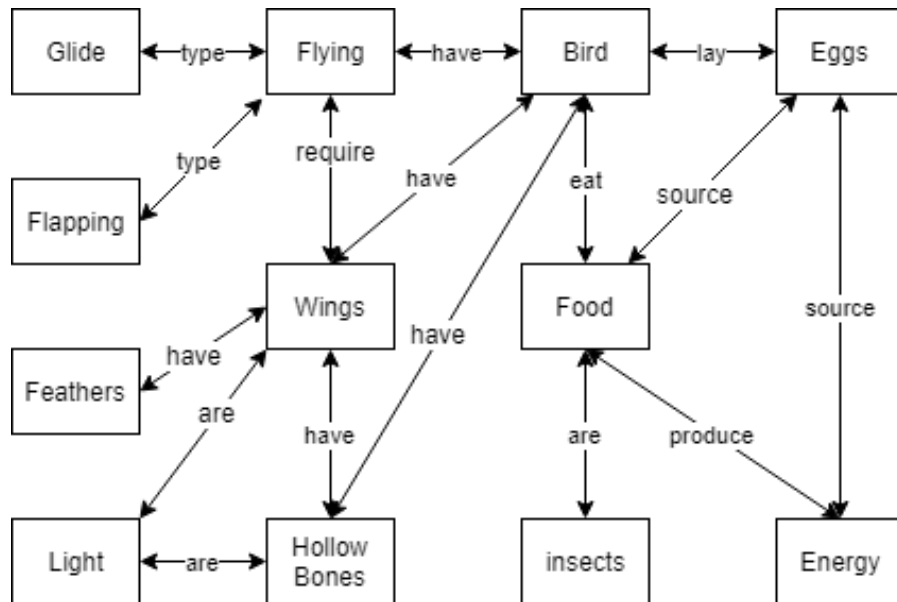 Glide type Flying have Bird lay Eggs
require
type have eat source
Flapping
Wings Food
have have source
Feathers are
have are produce
Light are Hollow Bones insects Energy